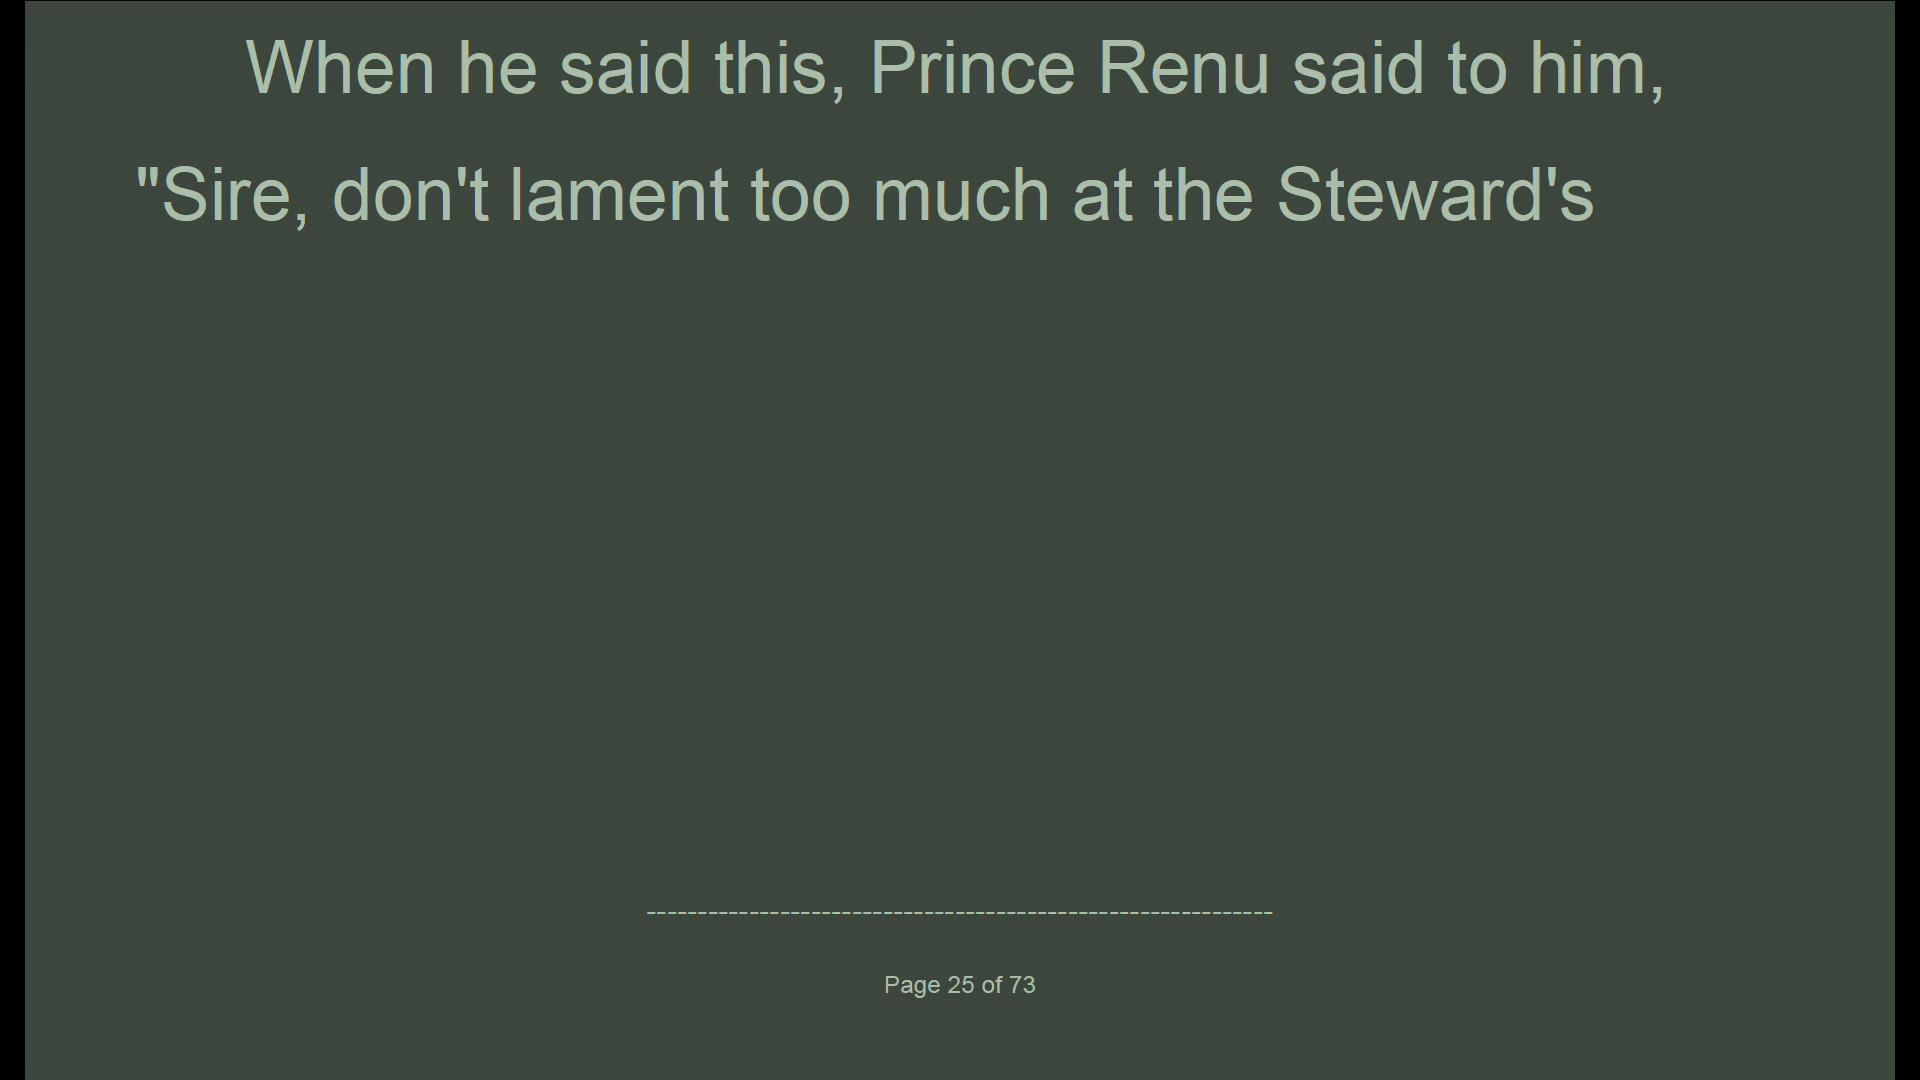 When he said this, Prince Renu said to him,
"Sire, don't lament too much at the Steward's
-------------------------------------------------------------
Page 25 of 73